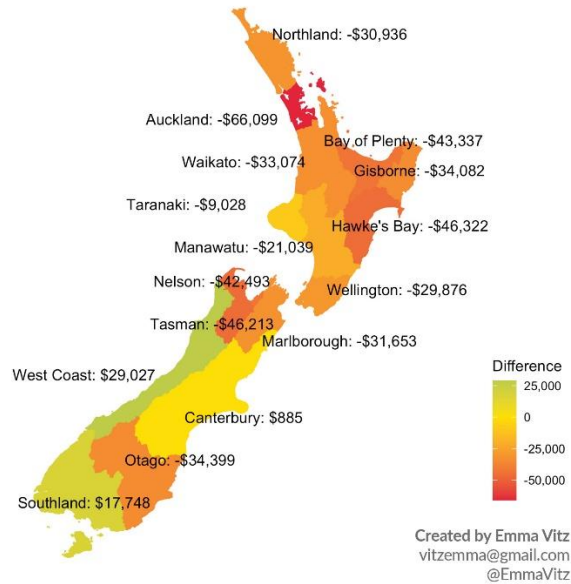 Northland: -$30,936
Auckland: -$66,099
Bay of Plenty: -$43,337
Waikato: -$33,074
Gisborne: -$34,082
Taranaki: -$9,028
Hawke's Bay: -$46,322
Manawatu: -$21,039
Nelson: -$42,493
Wellington: -$29,876
Tasman: -$46,213
Marlborough: -$31,653
West Coast: $29,027
Canterbury: $885
Otago: -$34,399
Southland: $17,748
Difference
25,000
0
-25,000
-50,000
Created by Emma Vitz
vitzemma@gmail.com
@EmmaVitz